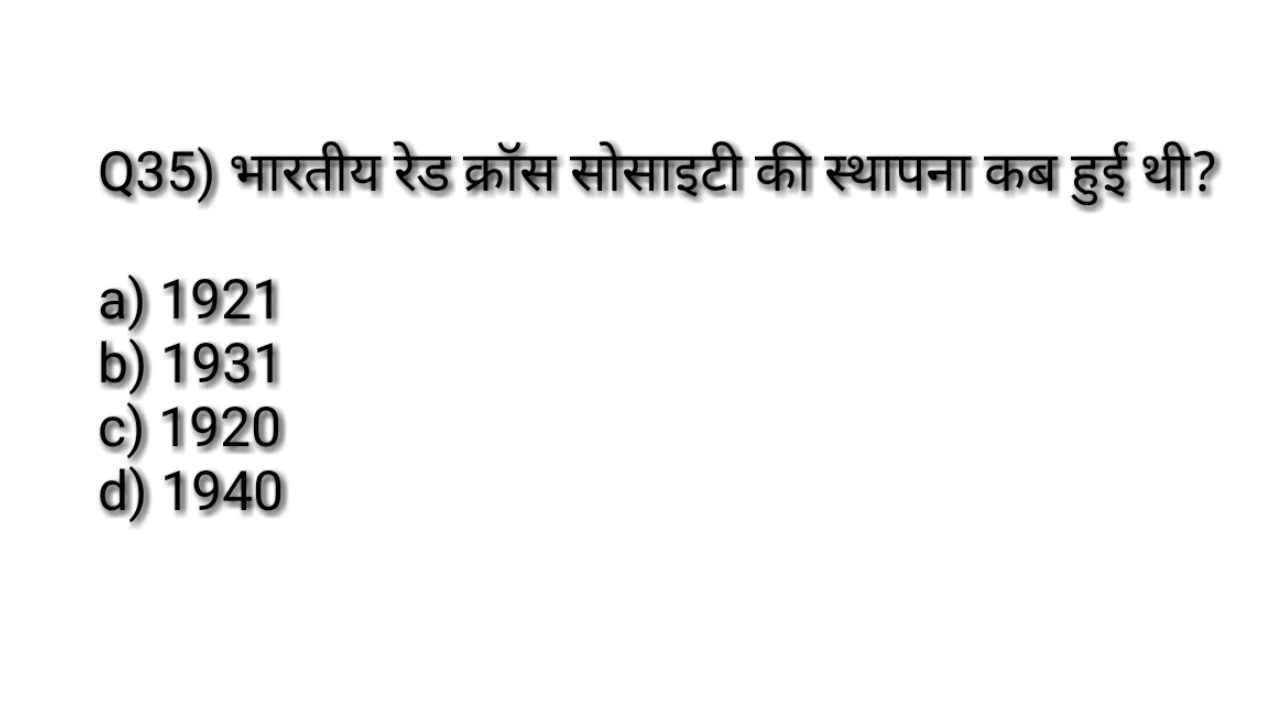 Q35) भारतीय रेड क्रॉस सोसाइटी की स्थापना कब हुई थी?
a) 1921
b) 1931
c) 1920
d) 1940